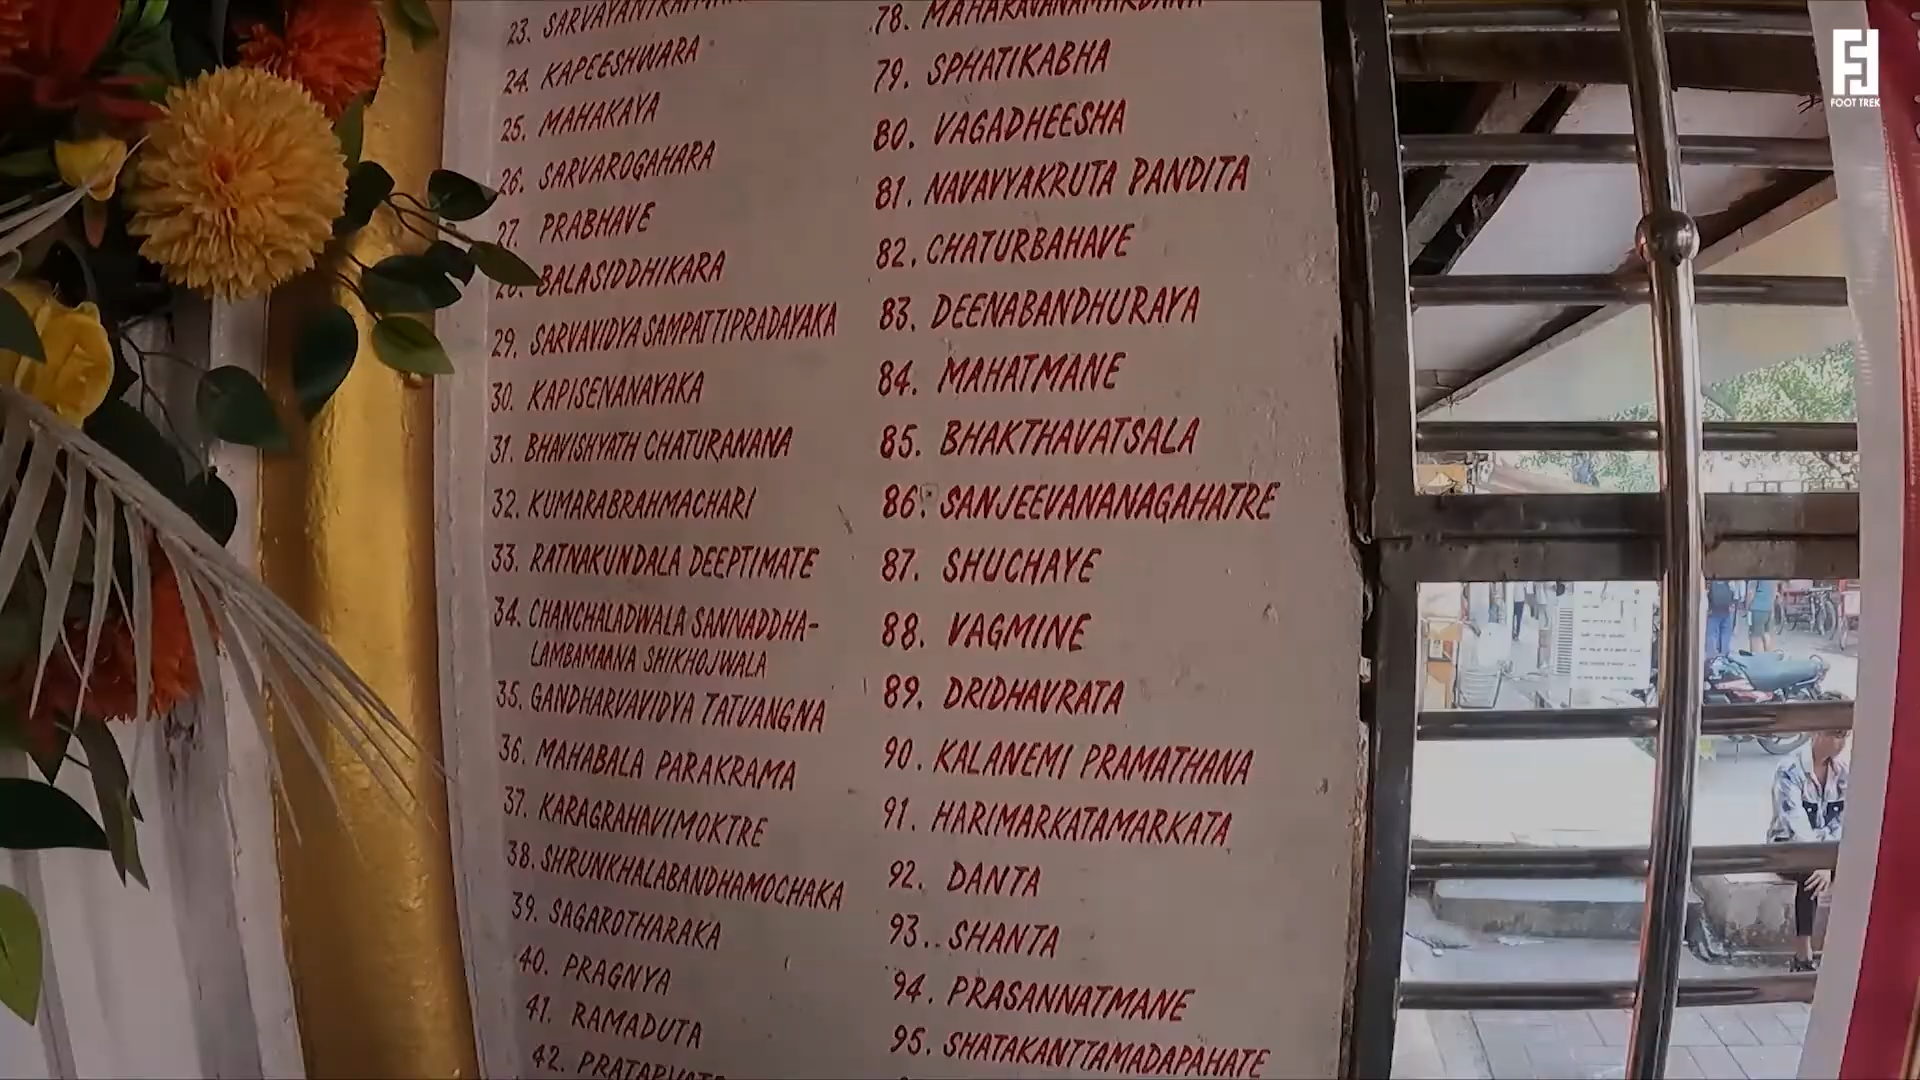 24. KAPEESHWARA
25. MAHAKAYA
26. SARVAROGAHARA
27. PRABHAVE
BALASIDDHIKARA
29. SARVAVIDYA SAMPATTIPRADAYAKA
30. KAPISENANAYAKA
31. BHAVISHYATH CHATURANANA
32. KUMARABRAHMACHARI
33. RATNAKUNDALA DEEPTIMATE
34. CHANCHALADWALA SANNADDHA-
LAMBAMAANA SHIKHOJWALA
35. GANDHARVAVIDYA TATUANGNA
36. MAHABALA PARAKRAMA
37. KARAGRAHAVIMOKTRE
38. SHRUNKHALABANDHAMOCHAKA
39. SAGAROTHARAKA
40. PRAGNYA
41. RAMADUTA
42.
78.
79. SPHATIKABHA
80. VAGADHEESHA
81. NAVAVYAKRUTA PANDITA
82. CHATURBAHAVE
83. DEENABANDHURAYA
84. MAHATMANE
85. BHAKTHAVATSALA
86. SANJEEVANANAGAHATRE
87. SHUCHAYE
88. VAGMINE
89. DRIDHAVRATA
90. KALANEMI PRAMATHANA
91. HARIMARKATAMARKATA
92. DANTA
93.. SHANTA
94. PRASANNATMANE
95. SHATAKANTTAMADAPAHATE
FOOT TREK